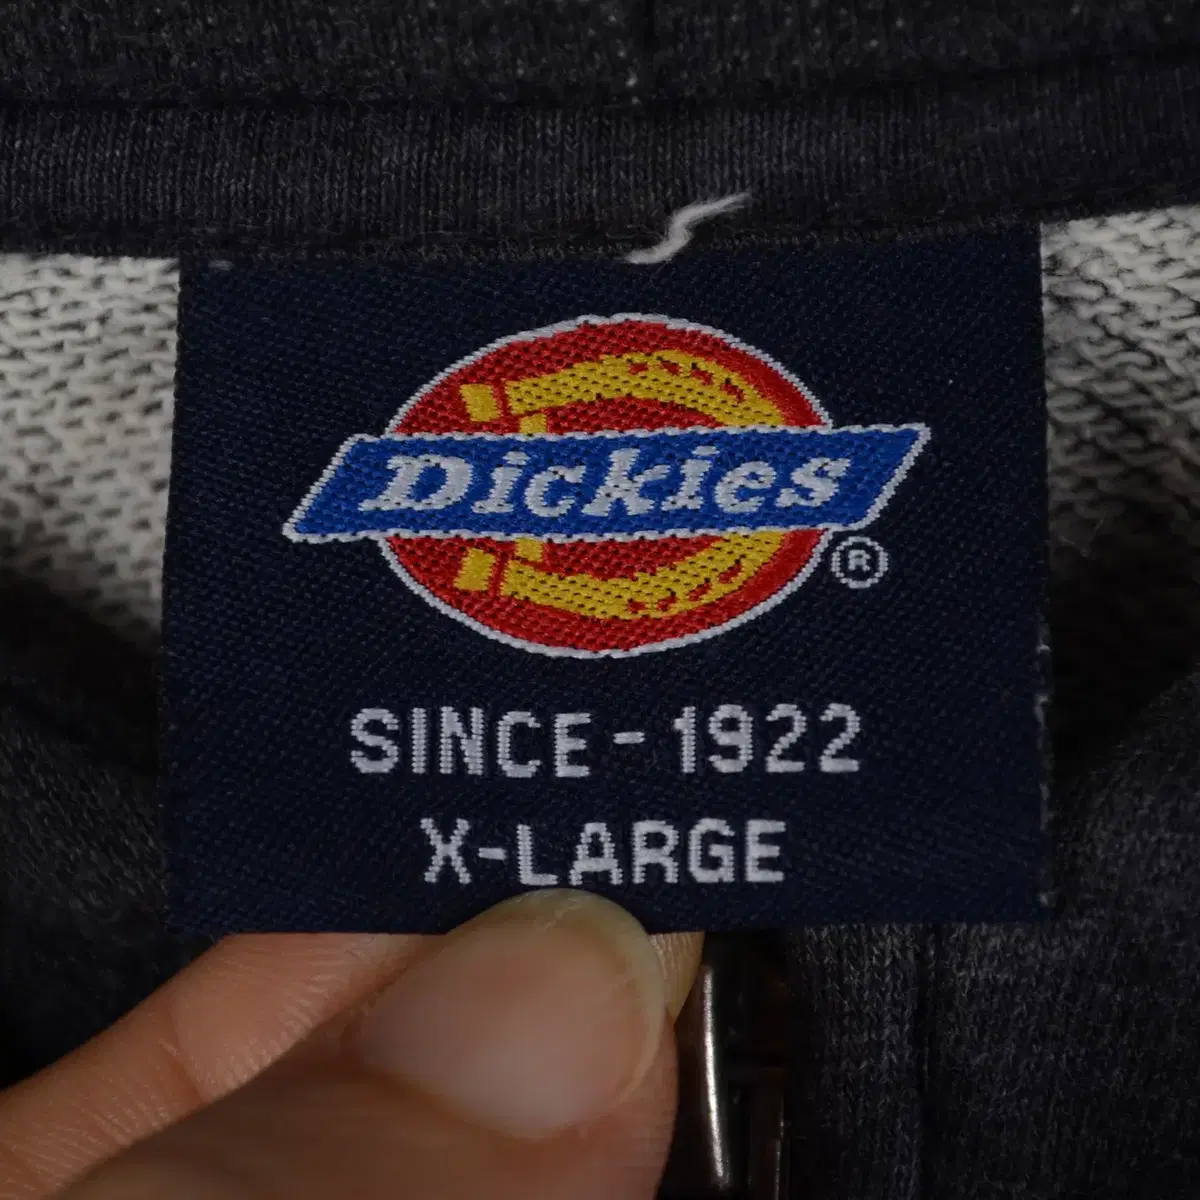 Dickies
®
SINCE-1922
X-LARGE